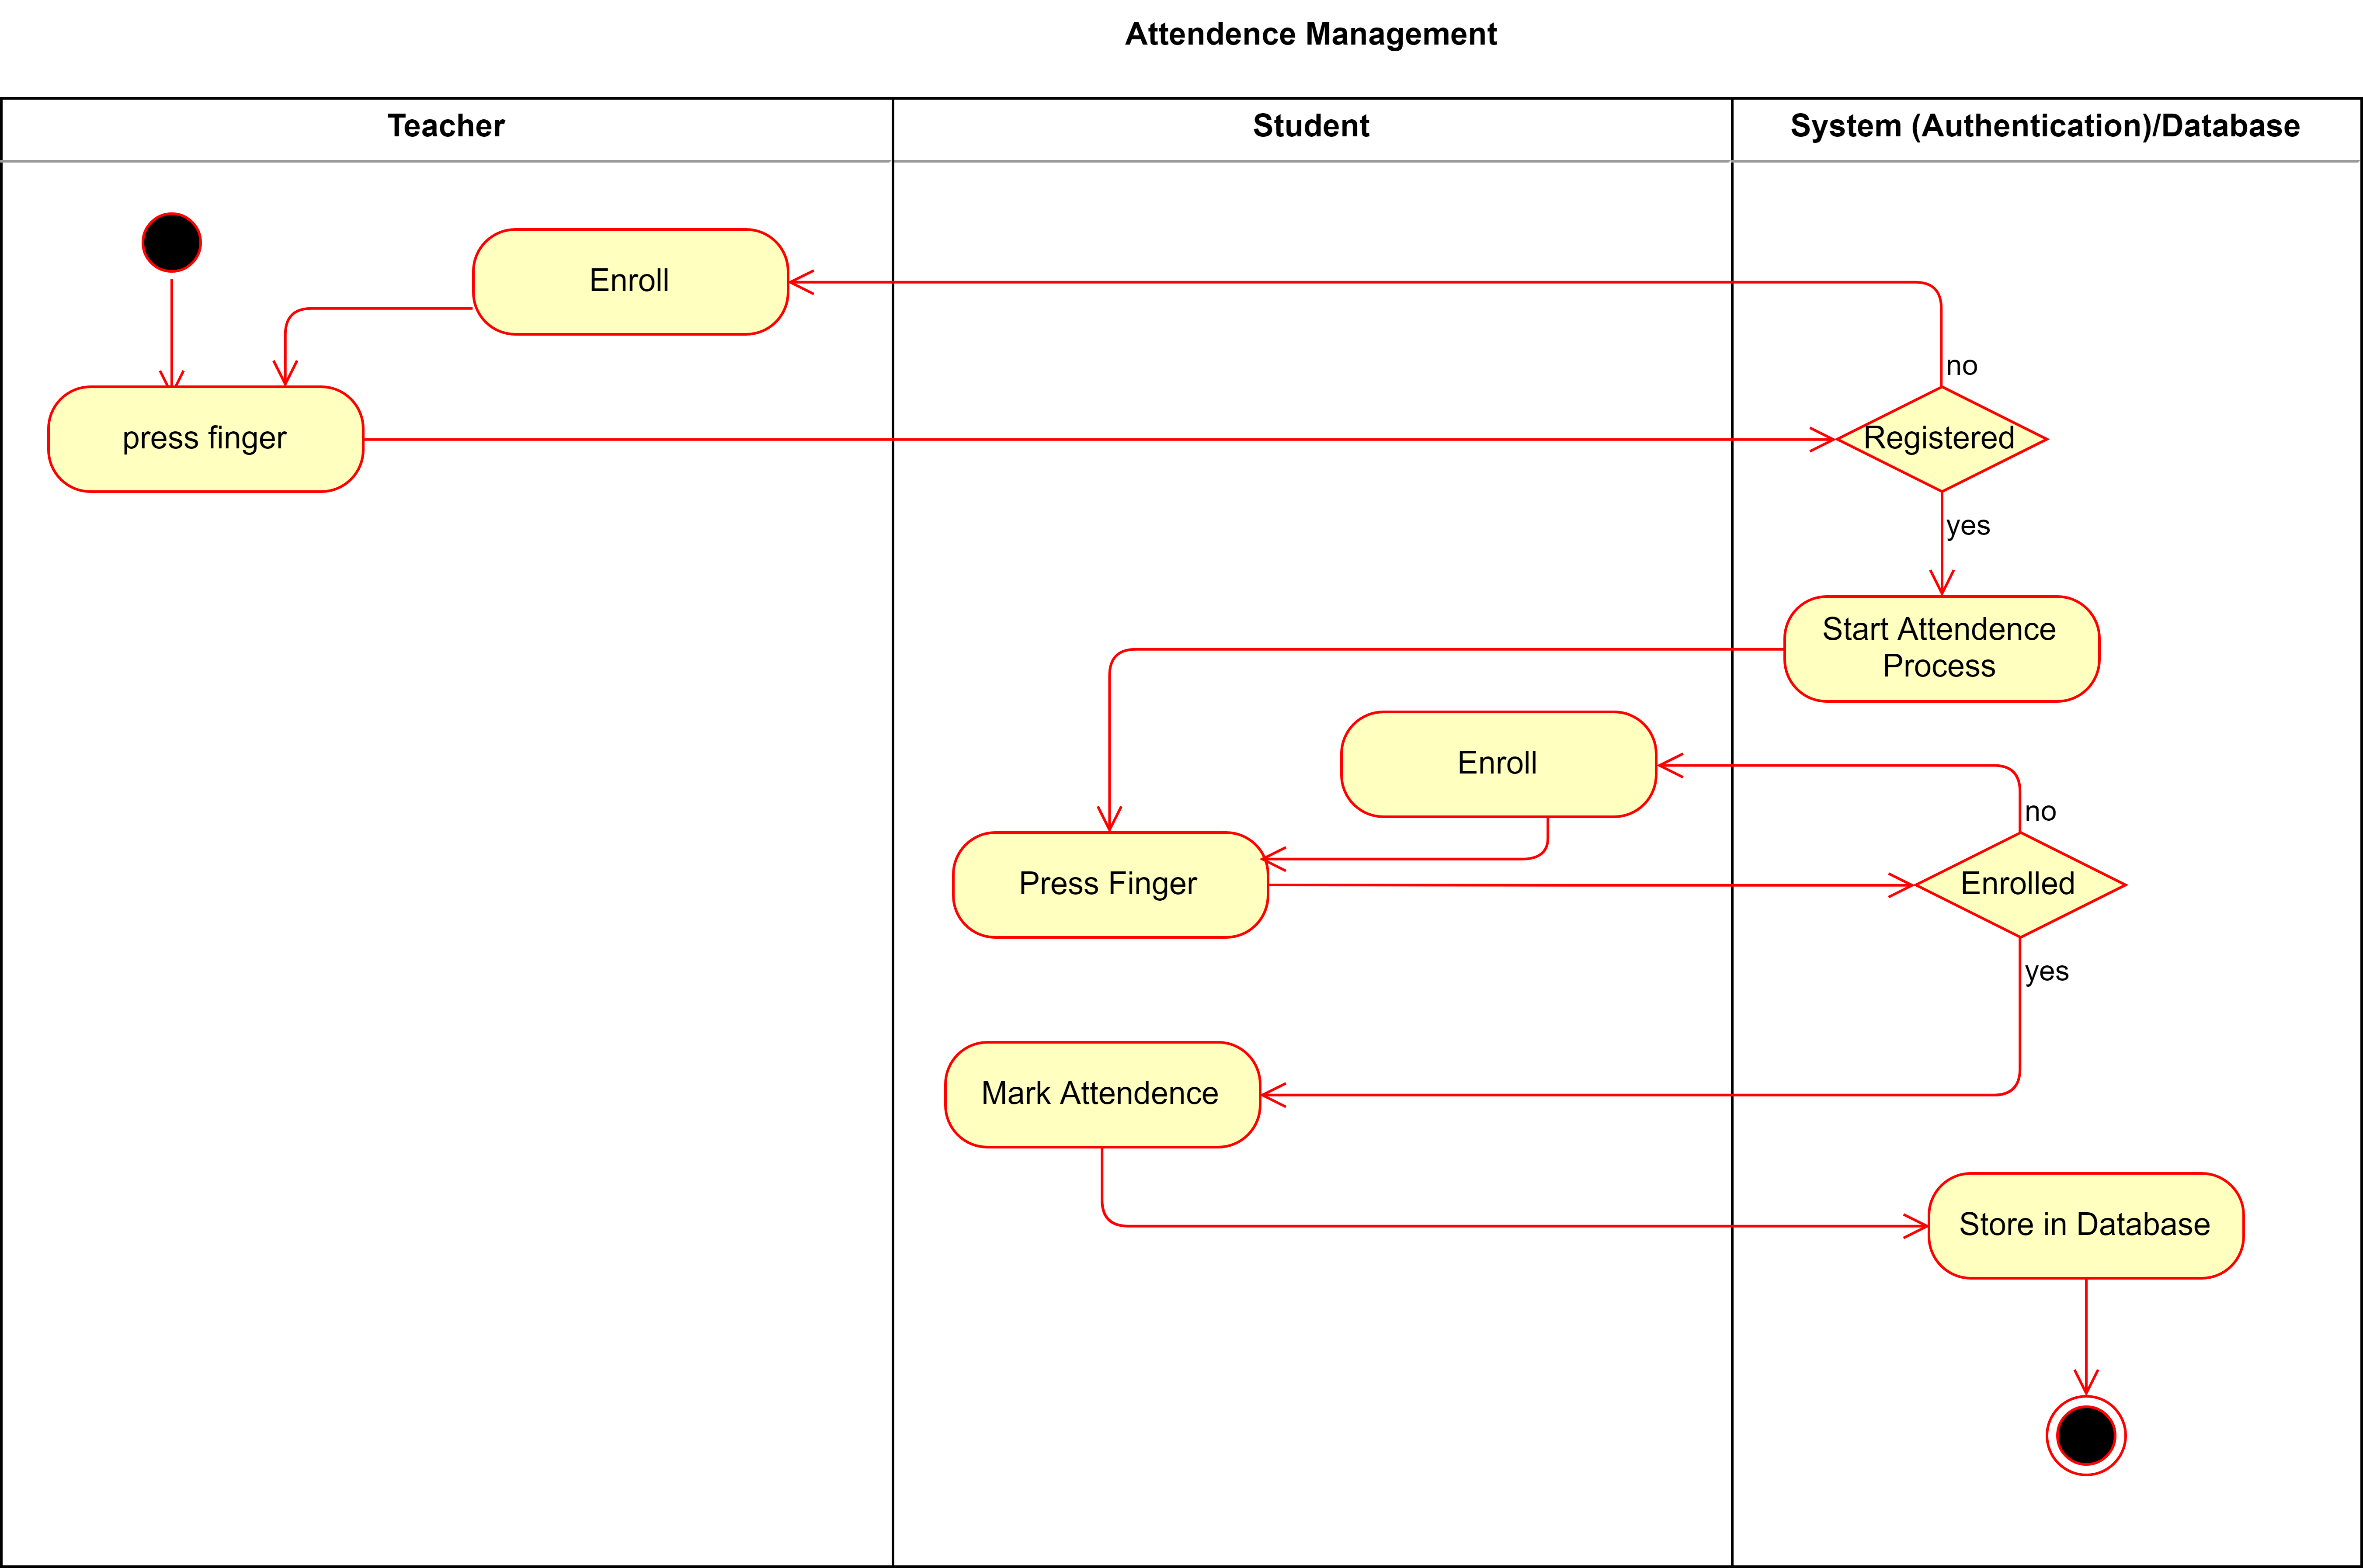 Attendence Management
Teacher
Student
System (Authentication)/Database
Enroll
no
press finger
Registered
yes
Start Attendence
Process
Enroll
no
Press Finger
Enrolled
yes
Mark Attendence
Store in Database